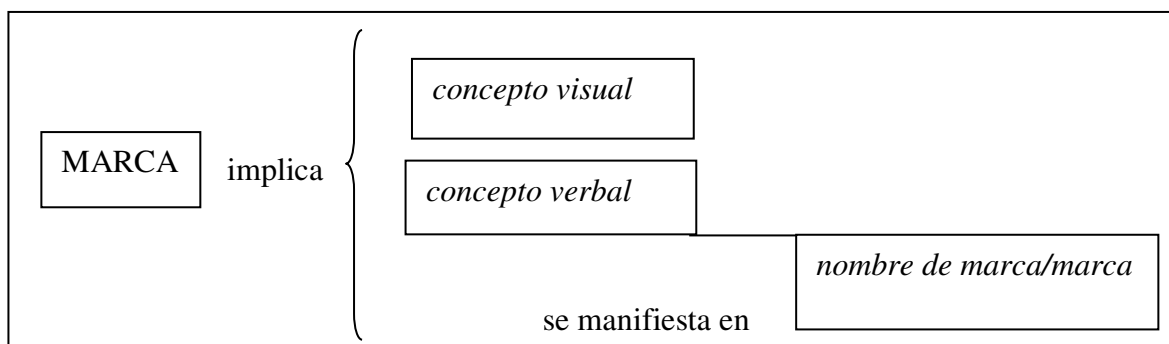 concepto visual
MARCA
implica
concepto verbal
nombre de marca/marca
se manifiesta en